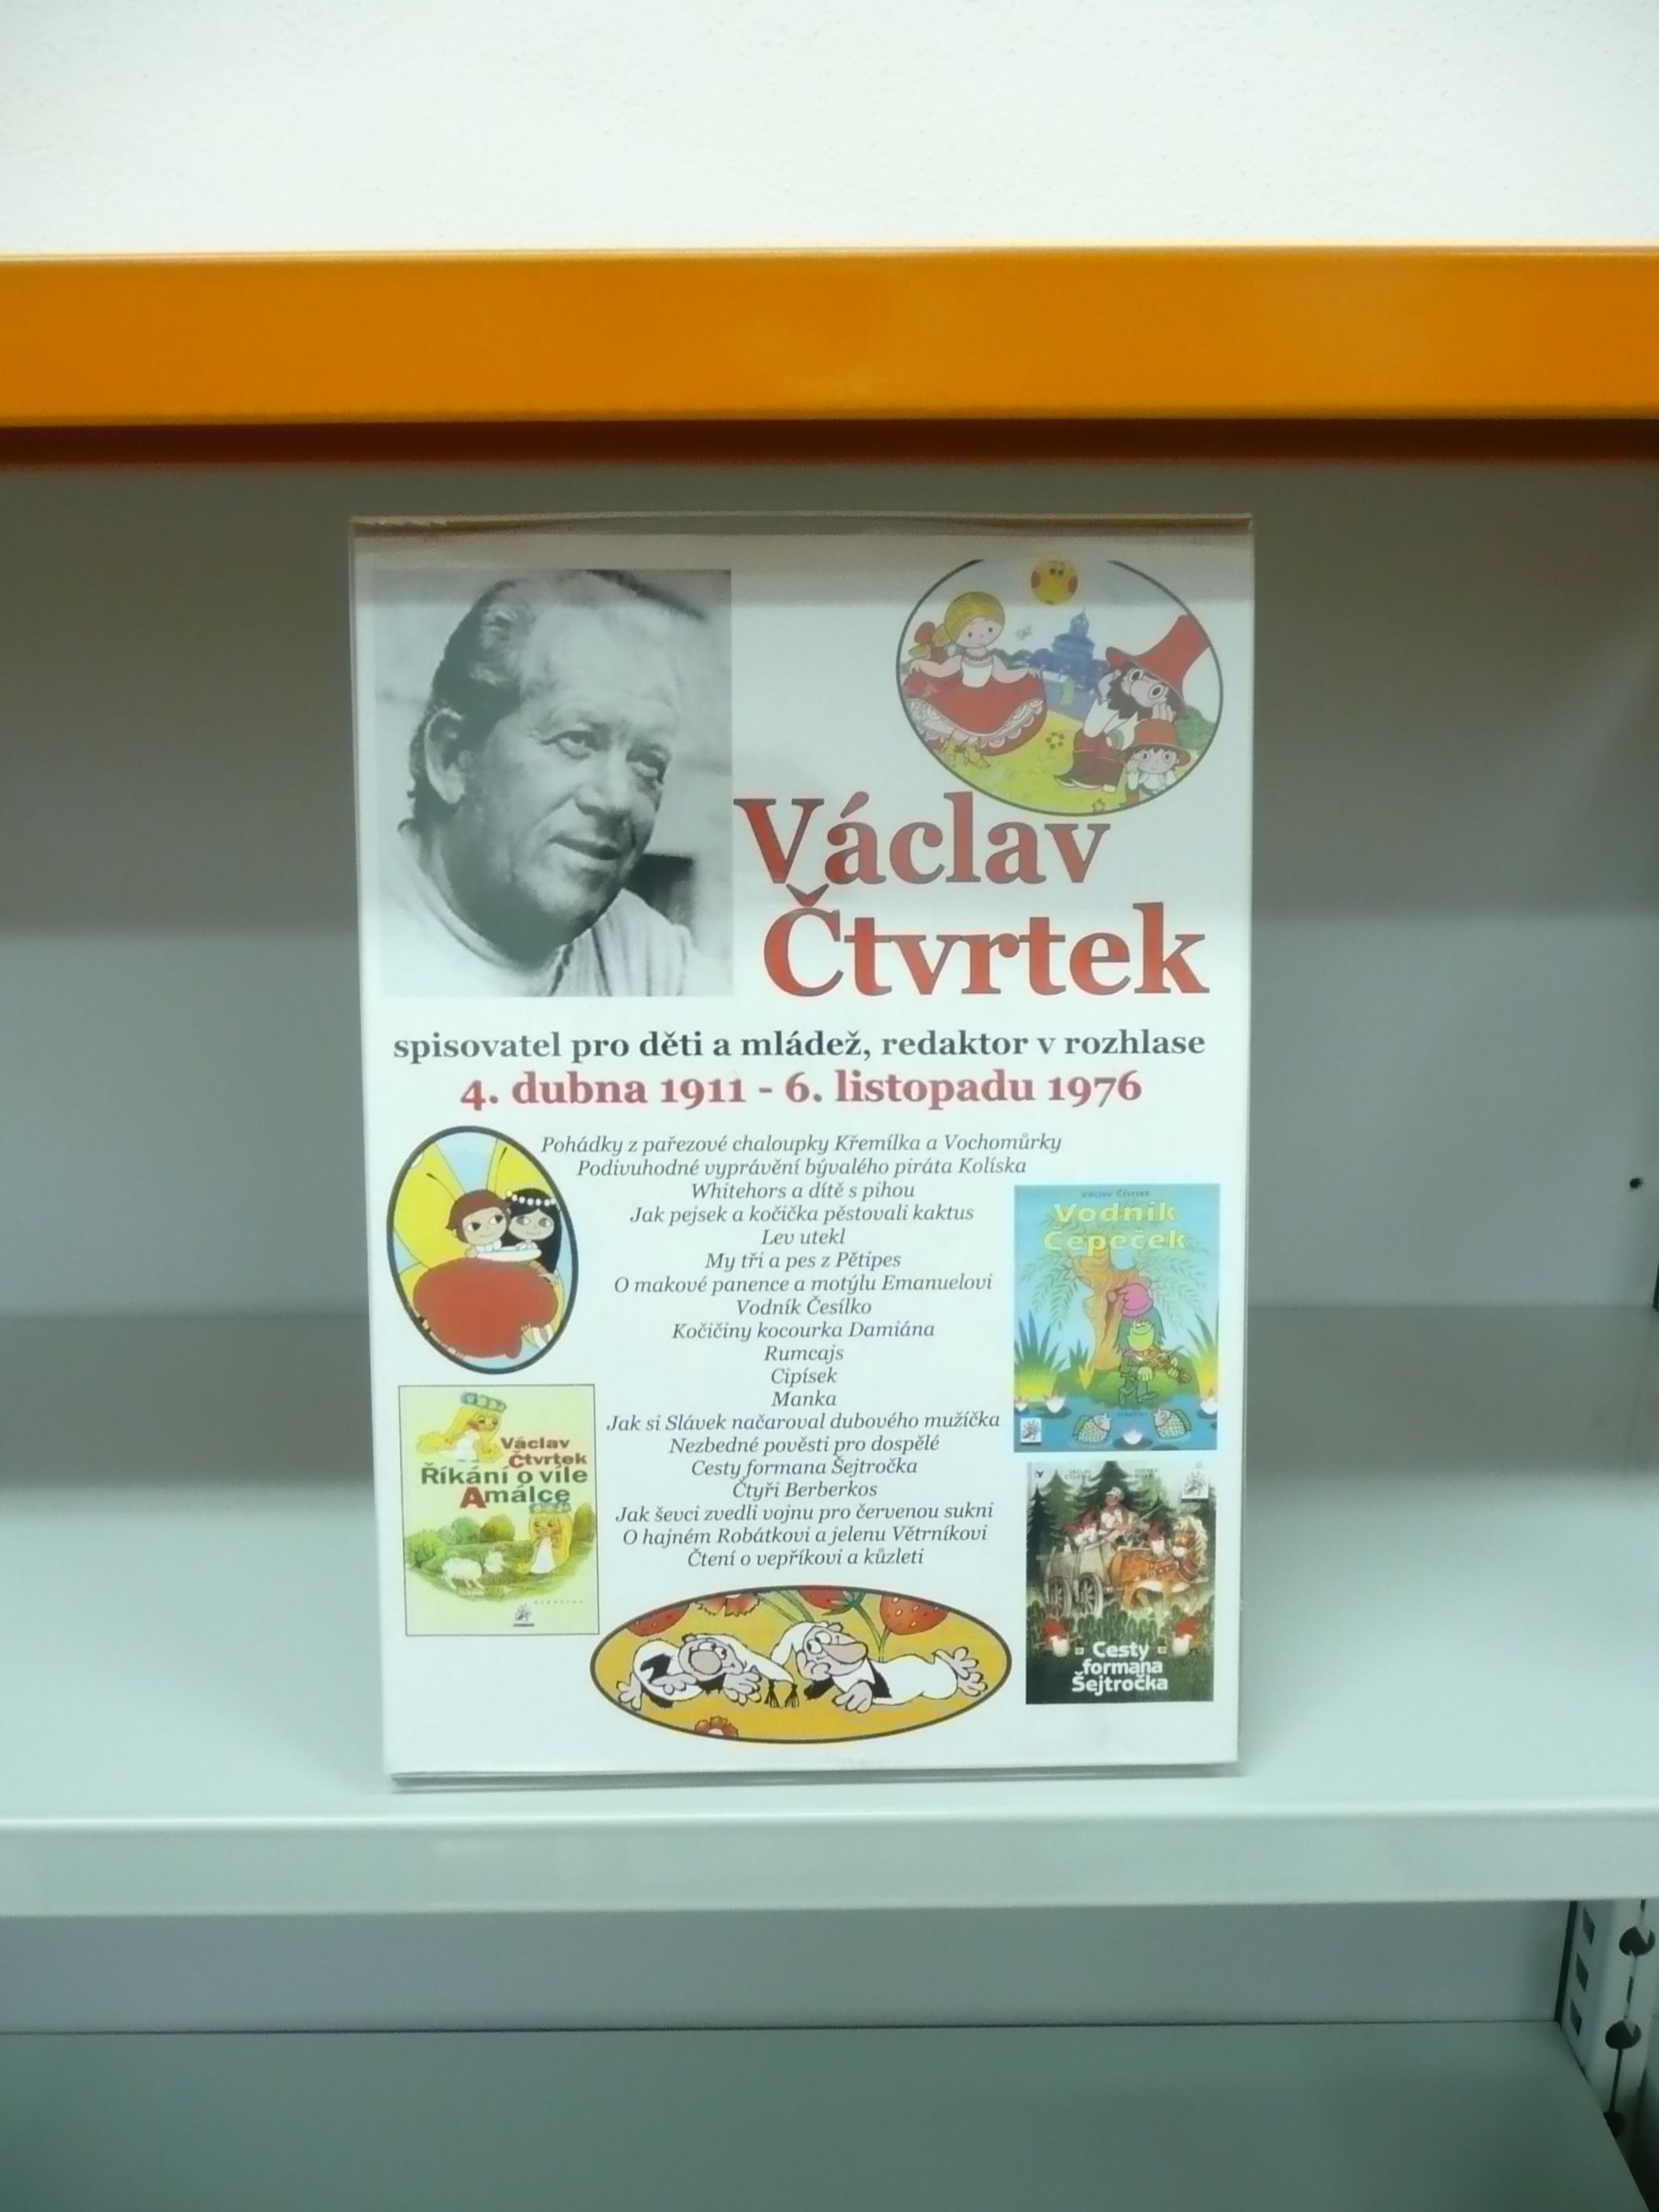 Václav
Čtvrtek
spisovatel pro děti a mládež, redaktor v rozhlase
4. dubna 1911 - 6. listopadu 1976
Pohádky z pařezové chaloupky Křemílka a Vochomůrky
Podivuhodné vyprávění bývalého piráta Kolíska
Whitehors a dítě s pihou
Jak pejsek a kočička pěstovali kaktus
Lev utekl
My tři a pes z Pětipes
O makové panence a motýlu Emanuelovi
Vodník Česílko
Kočičiny kocourka Damiána
Rumcajs
Cipísek
Manka
Jak si Slávek načaroval dubového mužíčka
Nezbedné pověsti pro dospělé
Cesty formana Šejtročka
Čtyři Berberkos
Jak ševci zvedli vojnu pro červenou sukni
O hajném Robátkovi a jelenu Větrníkovi
Čtení o vepříkovi a kůzleti
Václav Čtvrtek
Vodník
Čepeček
Václav
Čtvrtek
Říkání o víle
Amálce
Cesty
formana
Šejtročka